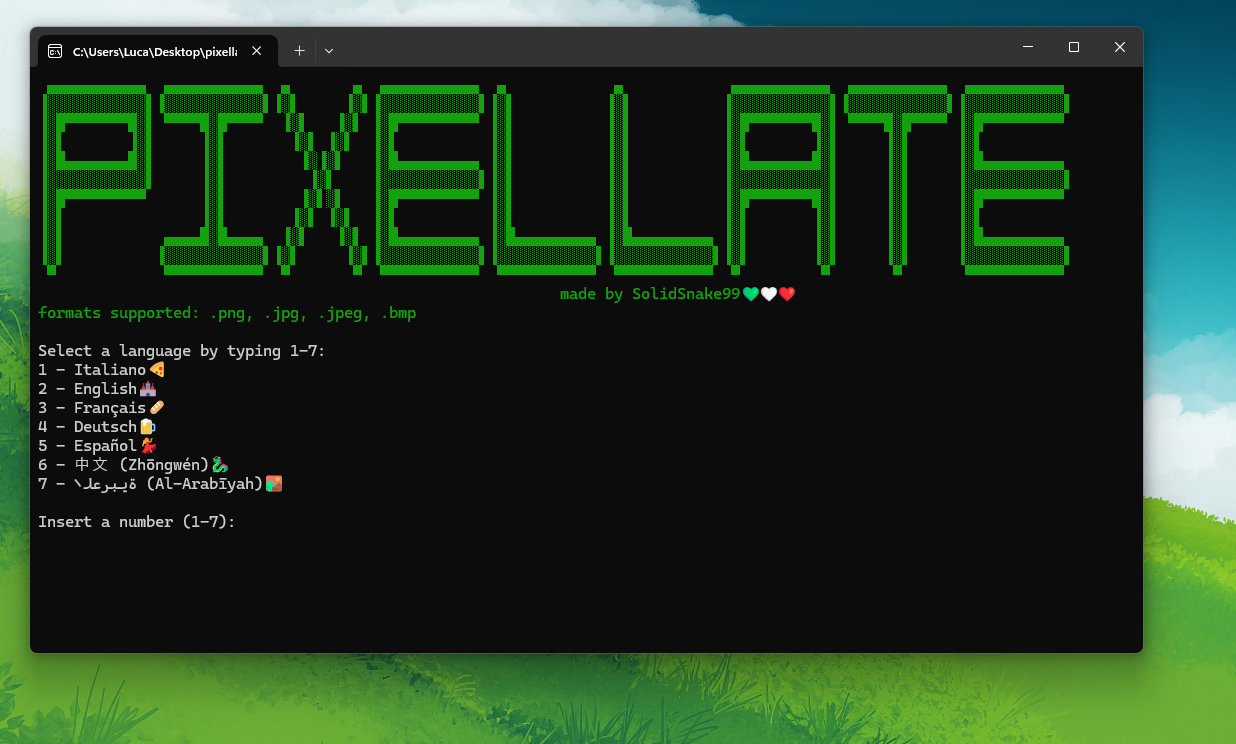 C:\Users\Luca\Desktop\pixella
PIXELLATE
made by SolidSnake99💚🤍❤️
formats supported: .png, .jpg, .jpeg, .bmp
Select a language by typing 1-7:
1 - Italiano🍕
2 - English🏰
3 - Français🥖
4 - Deutsch🍺
5 - Español💃
6 - 中文 (Zhōngwén)🐉
7 - ةيبرعلا (Al-Arabīyah)🌇
Insert a number (1-7):